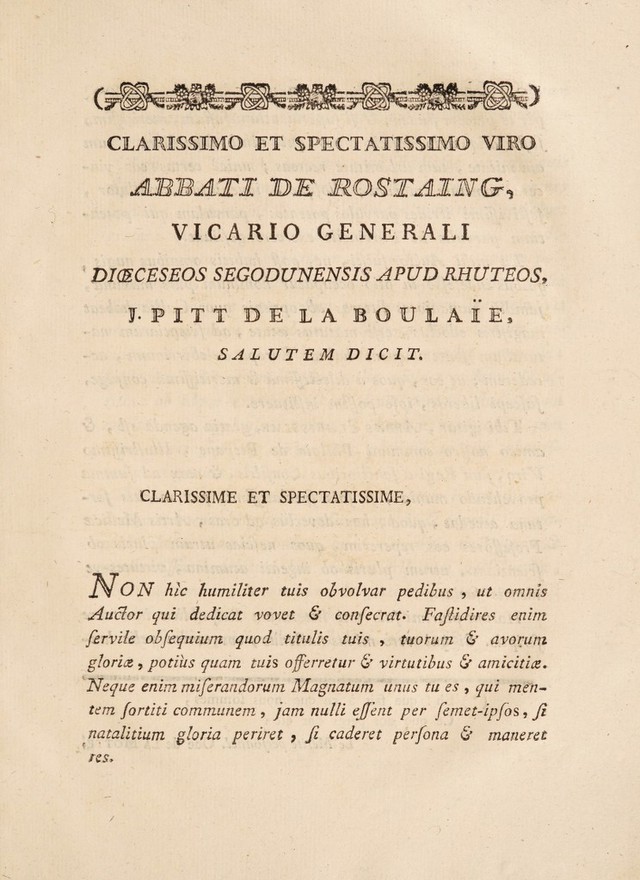 CLARISSIMO ET SPECTATISSIMO VIRO
ABBATI DE ROSTAING,
VICARIO GENERALI
DIŒCESEOS SEGODUNENSIS APUD RHUTEOS,
J. PITT DE LA BOULAÏE,
SALUTEM DICIT.
CLARISSIME ET SPECTATISSIME,
NON hìc humiliter tuis obvolvar pedibus, ut omnis
Auctor qui dedicat vovet & conſecrat. Faſtidires enim
ſervile obſequium quod titulis tuis, tuorum & avorum
gloriæ, potiùs quam tuis offerretur & virtutibus & amicitiæ.
Neque enim miſerandorum Magnatum unus tu es, qui men-
tem ſortiti communem, jam nulli eſſent per ſemet-ipſos, ſi
natalitium gloria periret, ſi caderet perſona & maneret
res.